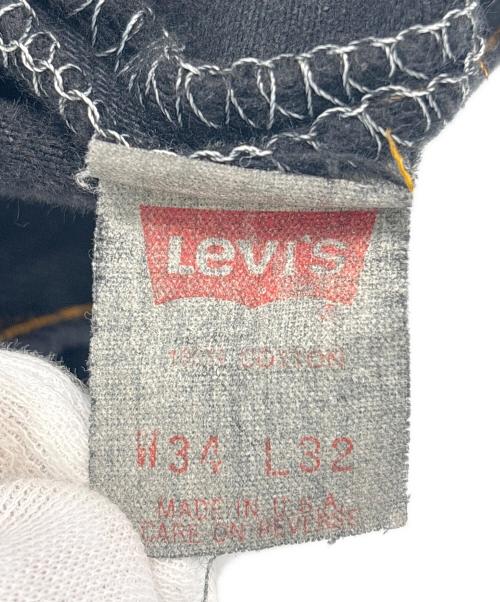 Levi's
100% COTTON
W34 L32
MADE IN U.S.A.
CARE ON REVERSE